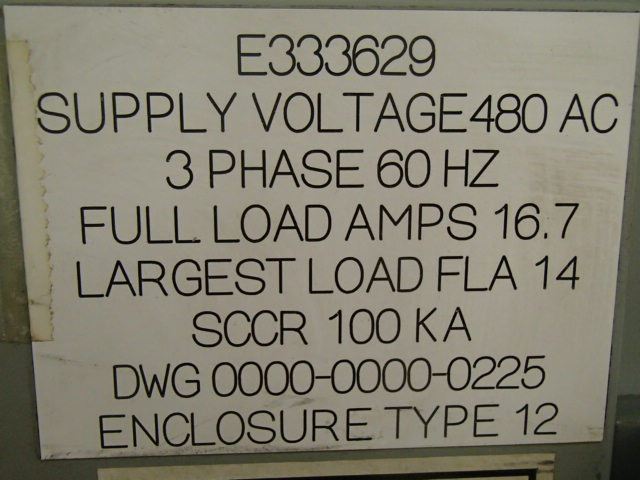 E333629
SUPPLY VOLTAGE480 AC
3 PHASE 60 HZ
FULL LOAD AMPS 16.7
LARGEST LOAD FLA 14
SCCR 100 KA
DWG 0000-0000-0225
ENCLOSURE TYPE 12